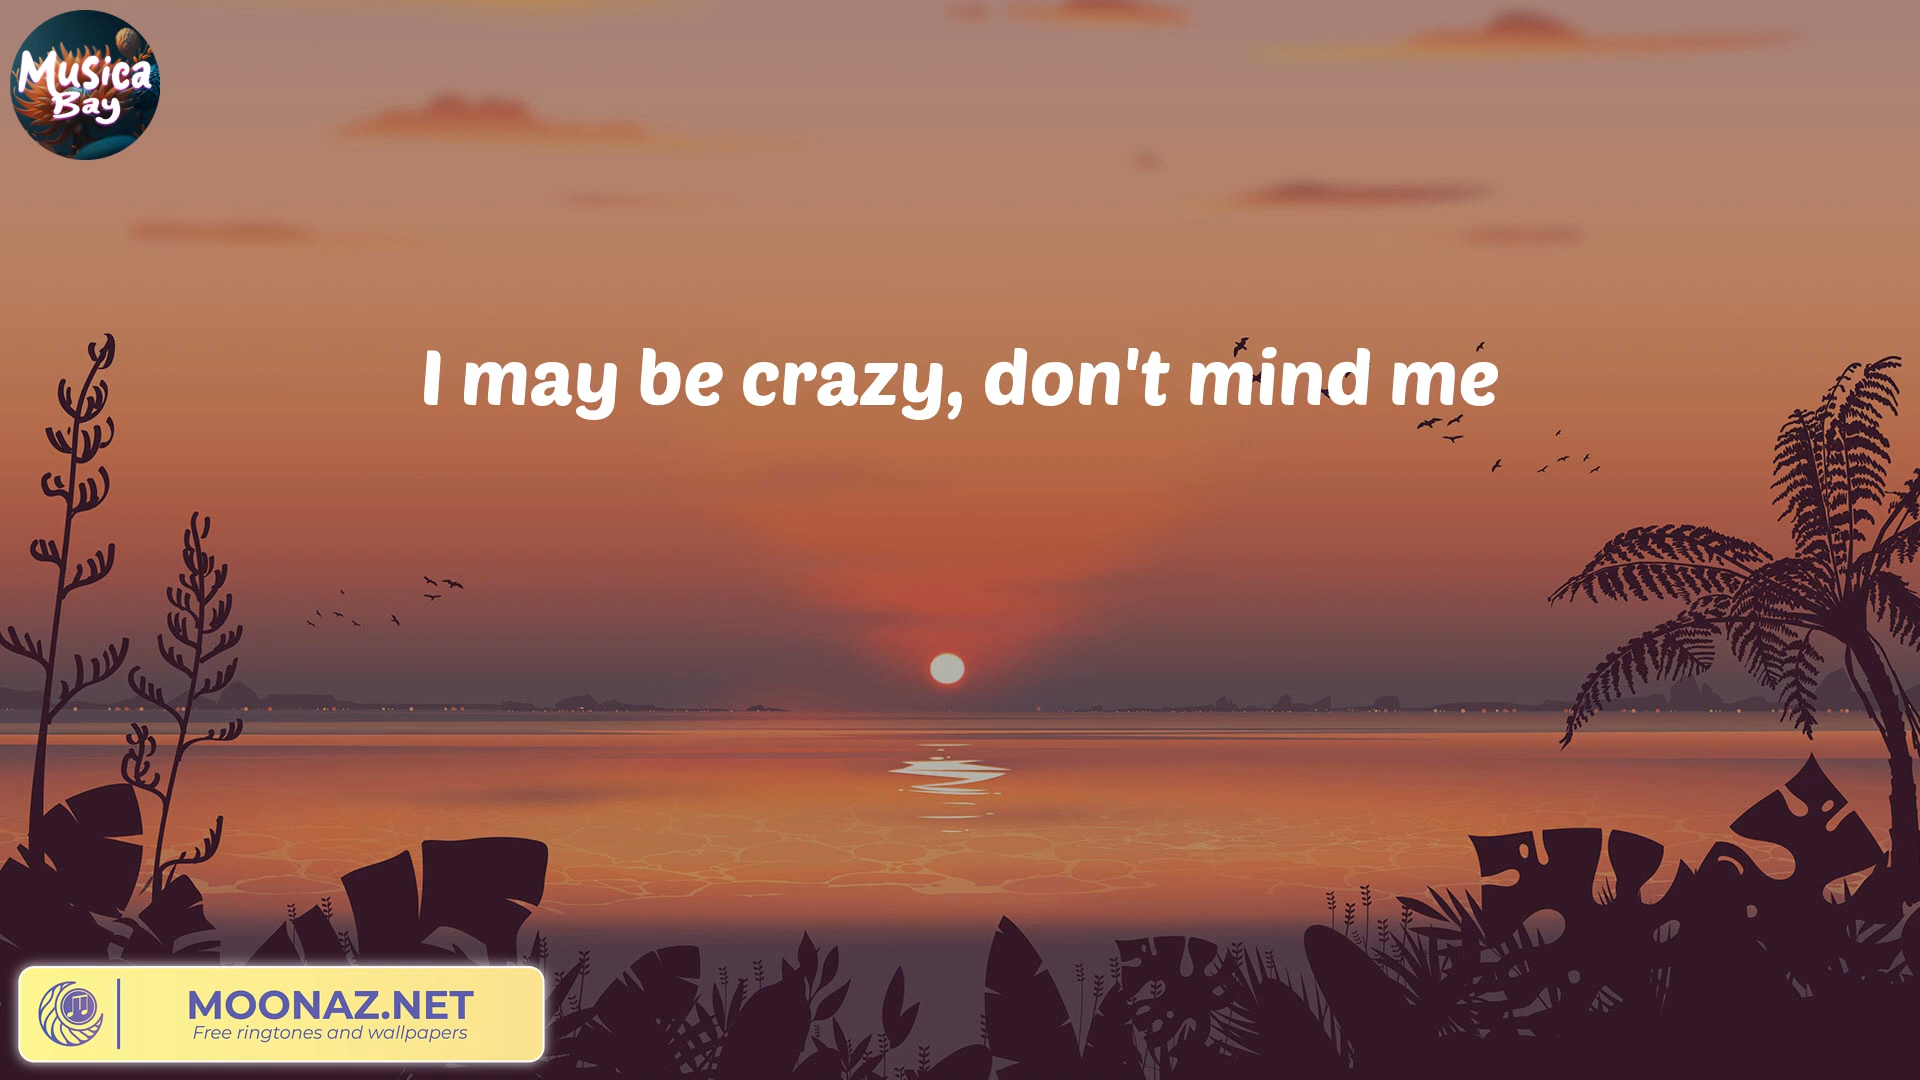 Musica
Bay
I may be crazy, don't mind me
MOONAZ.NET
Free ringtones and wallpapers